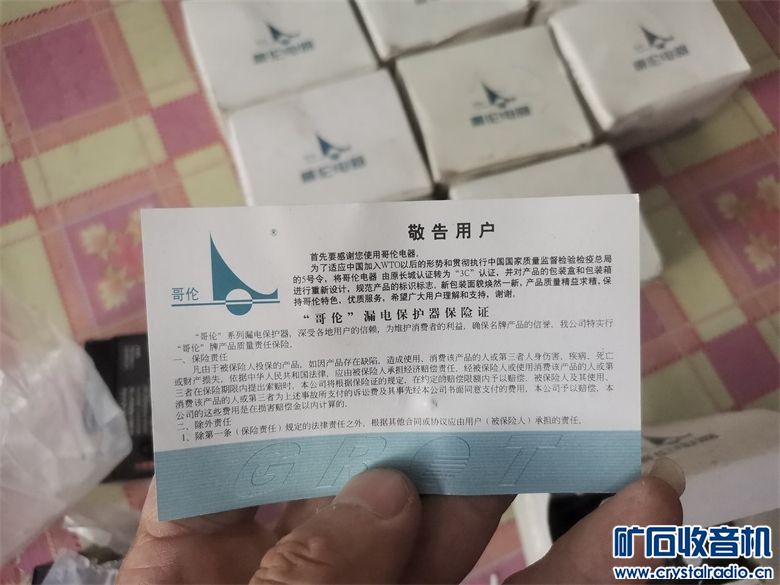 哥伦电器
哥伦电器
哥伦电器
哥伦电器
敬告用户
®
哥伦
首先要感谢您使用哥伦电器。
为了适应中国加入WTO以后的形势和贯彻执行中国国家质量监督检验检疫总局
的5号令，将哥伦电器 由原长城认证转为“3C”认证，并对产品的包装盒和包装箱
进行重新设计，规范产品的标识标志，新包装面貌焕然一新，产品质量精益求精，保
持哥伦特色，优质服务，希望广大用户理解和支持，谢谢。
“哥伦”漏电保护器保险证
“哥伦”系列漏电保护器，深受各地用户的信赖，为维护消费者的利益，确保名牌产品的信誉，我公司特实行
“哥伦”牌产品质量责任保险。
一、保险责任
凡由于被保险人投保的产品，如因产品存在缺陷，造成使用、消费该产品的人或第三者人身伤害、疾病、死亡
或财产损失，依据中华人民共和国法律，应由被保险人承担经济赔偿责任，经被保险人或使用消费者产品的人或第
三者在保险期限内提出索赔时，本公司将根据保险证的规定，在约定的赔偿限额内予以赔偿。被保险人及其使用、
消费该产品的人或第三者为上述事故所支付的诉讼费及其事先经本公司书面同意支付的费用，本公司予以赔偿，本
公司的这些费用是在损害赔偿金以内计算的。
二、除外责任
1、除第一条（保险责任）规定的法律责任之外，根据其他合同或协议应由用户（被保险人）承担的责任。
矿石收音机
www.crystalradio.cn